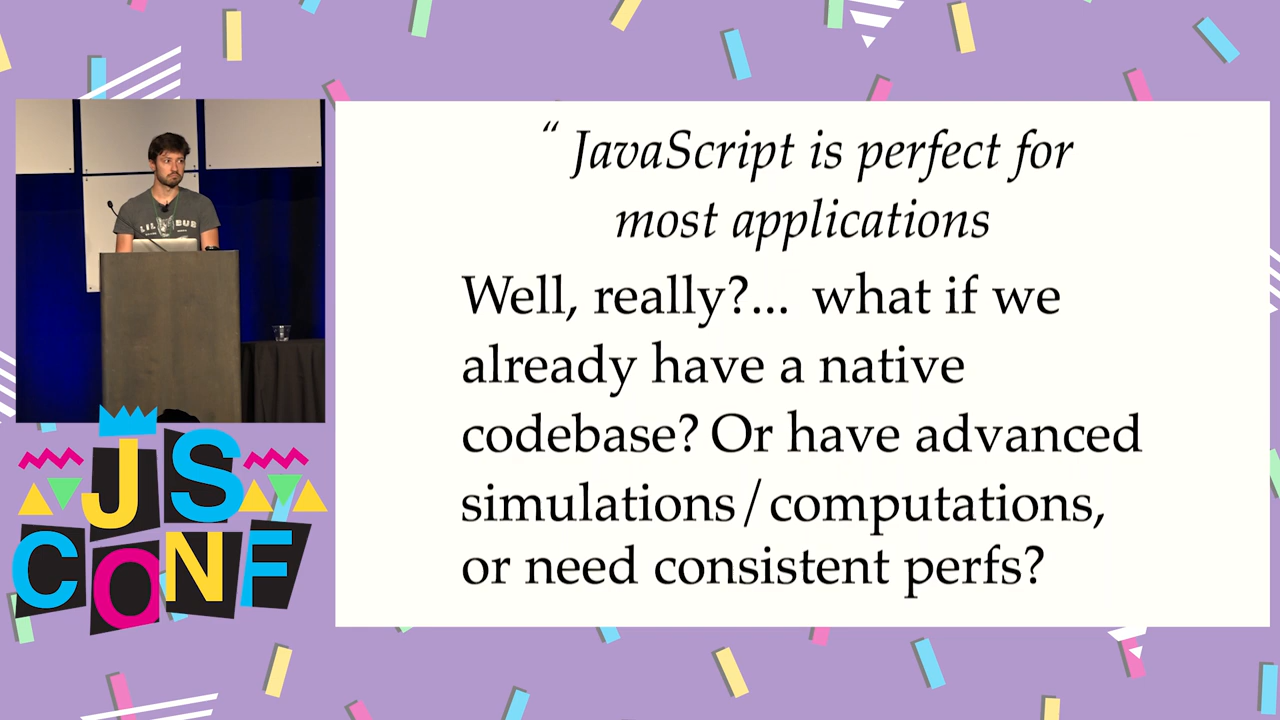 “ JavaScript is perfect for
most applications
Well, really?... what if we
already have a native
codebase? Or have advanced
simulations / computations,
or need consistent perfs?
JS
CONF